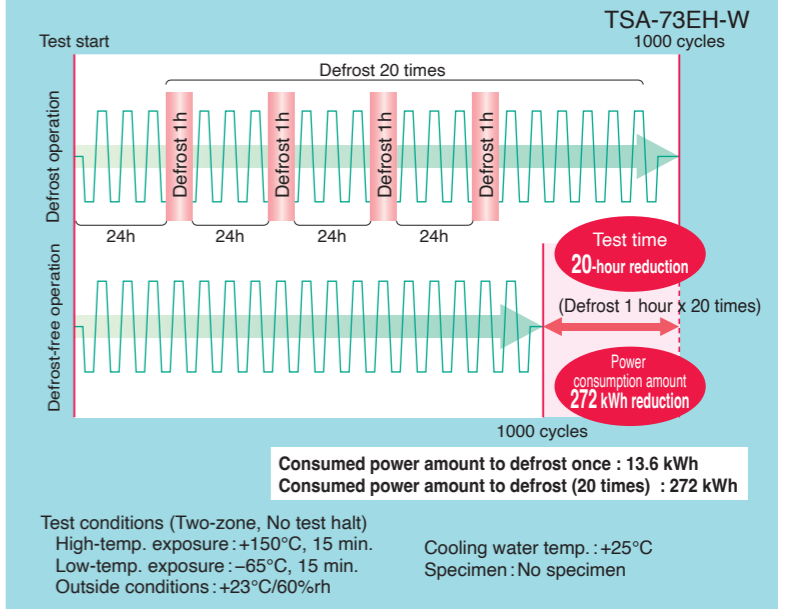 TSA-73EH-W
Test start
1000 cycles
Defrost 20 times
Defrost operation
Defrost 1h
Defrost 1h
Defrost 1h
Defrost 1h
24h
24h
24h
24h
Test time
20-hour reduction
(Defrost 1 hour x 20 times)
Defrost-free operation
Power
consumption amount
272 kWh reduction
1000 cycles
Consumed power amount to defrost once : 13.6 kWh
Consumed power amount to defrost (20 times) : 272 kWh
Test conditions (Two-zone, No test halt)
High-temp. exposure : +150°C, 15 min.
Low-temp. exposure : –65°C, 15 min.
Outside conditions : +23°C/60%rh
Cooling water temp. : +25°C
Specimen : No specimen